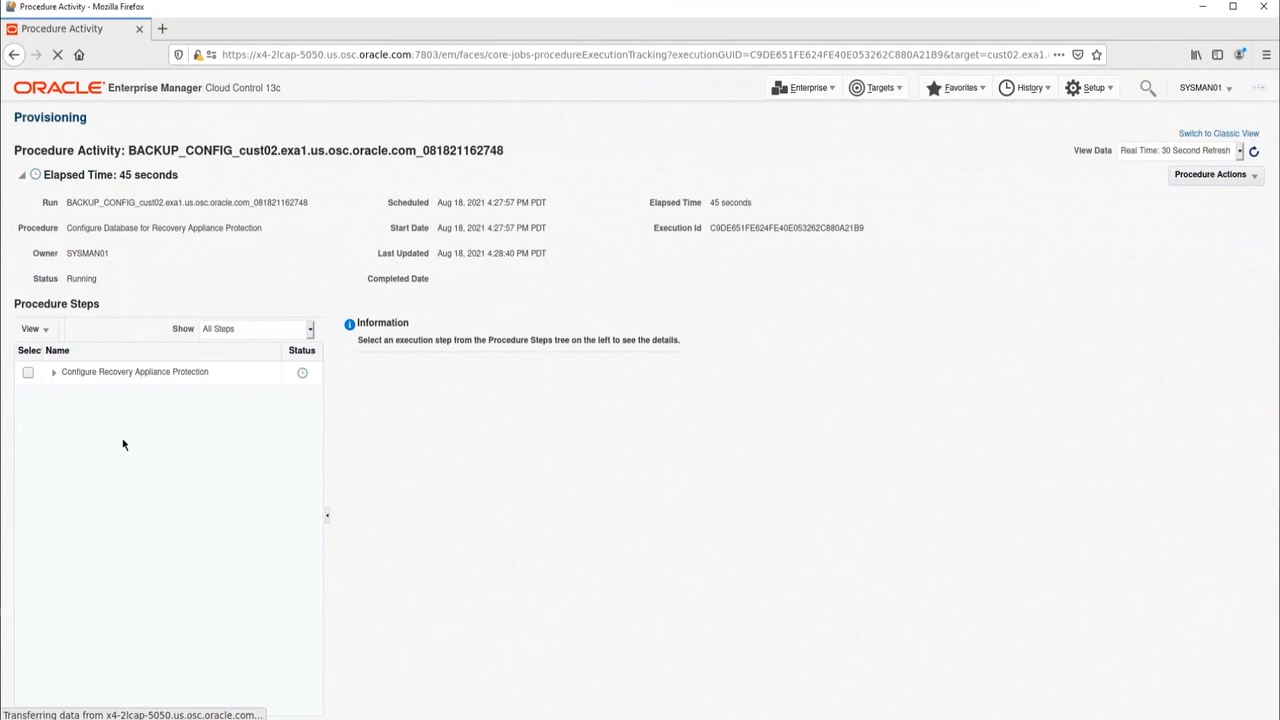 Procedure Activity - Mozilla Firefox
Procedure Activity
https://x4-2lcap-5050.us.osc.oracle.com:7803/em/faces/core-jobs-procedureExecutionTracking?executionGUID=C9DE651FE624FE40E053262C880A21B9&target=cust02.exa1.
ORACLE Enterprise Manager Cloud Control 13c
Enterprise Targets Favorites History Setup SYSMAN01
Provisioning
Switch to Classic View
Procedure Activity: BACKUP_CONFIG_cust02.exa1.us.osc.oracle.com_081821162748
View Data Real Time: 30 Second Refresh
Elapsed Time: 45 seconds
Procedure Actions
Run BACKUP_CONFIG_cust02.exa1.us.osc.oracle.com_081821162748 Scheduled Aug 18, 2021 4:27:57 PM PDT Elapsed Time 45 seconds
Procedure Configure Database for Recovery Appliance Protection Start Date Aug 18, 2021 4:27:57 PM PDT Execution Id C9DE651FE624FE40E053262C880A21B9
Owner SYSMAN01 Last Updated Aug 18, 2021 4:28:40 PM PDT
Status Running Completed Date
Procedure Steps
View Show All Steps
Information
Select an execution step from the Procedure Steps tree on the left to see the details.
Selec Name Status
Configure Recovery Appliance Protection
Transferring data from x4-2lcap-5050.us.osc.oracle.com...